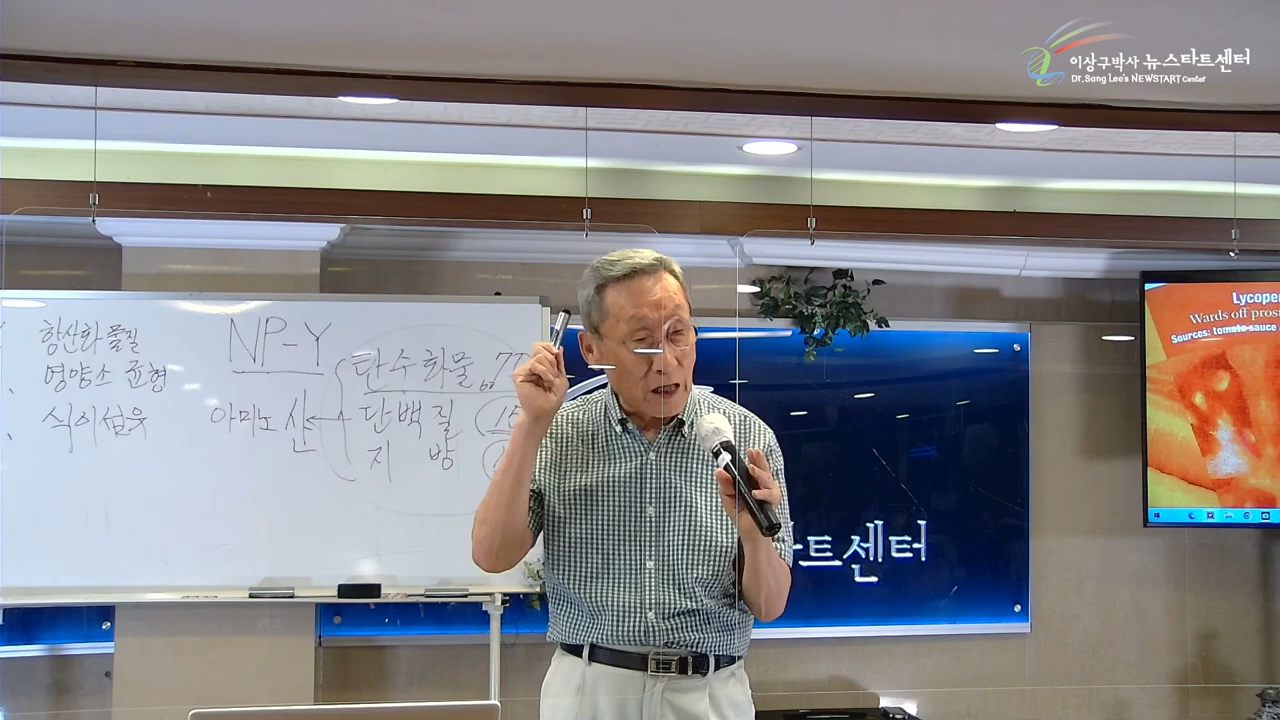 이상구박사 뉴스타트센터
Dr. Sang Lee's NEWSTART Center
항산화 물질
영양소 균형
식이섬유
NP-Y
탄수화물
아미노산 단백질 15
지방
타트센터
Lycope
Wards off pros
Sources: tomato sauce